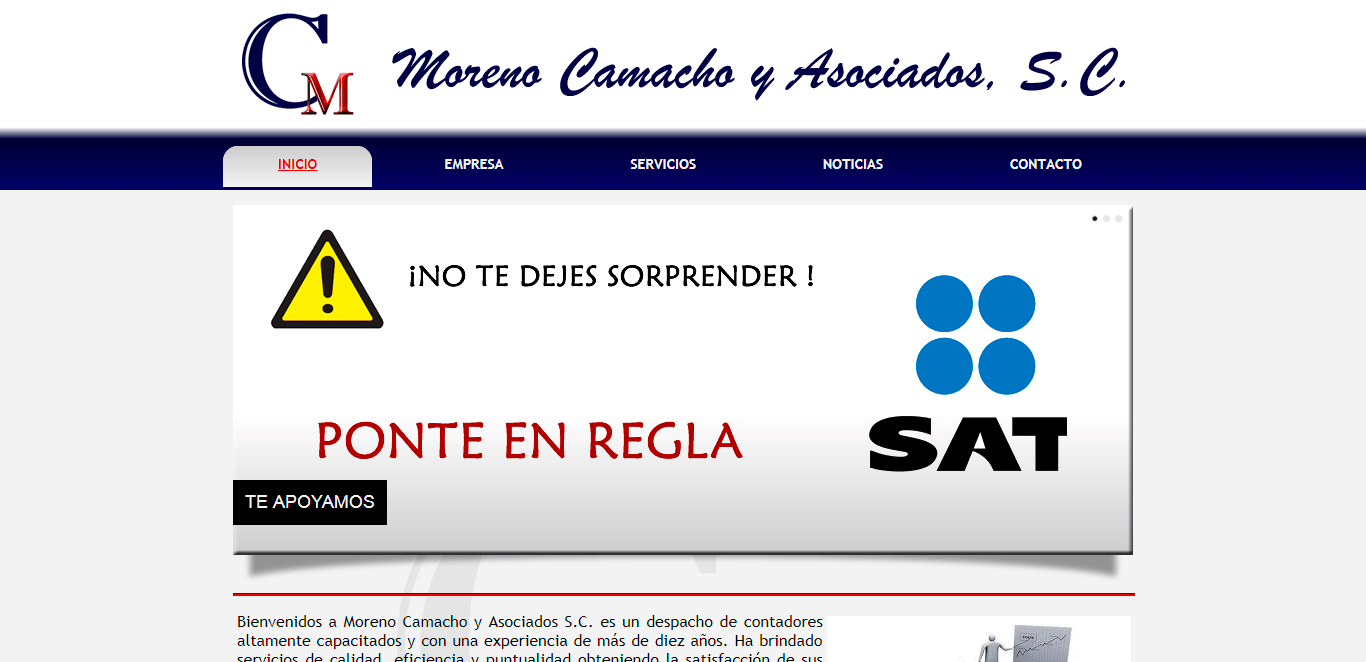 CM
Moreno Camacho y Asociados, S.C.
INICIO EMPRESA SERVICIOS NOTICIAS CONTACTO
¡NO TE DEJES SORPRENDER !
PONTE EN REGLA
SAT
TE APOYAMOS
Bienvenidos a Moreno Camacho y Asociados S.C. es un despacho de contadores
altamente capacitados y con una experiencia de más de diez años. Ha brindado
servicios de calidad, eficiencia y puntualidad obteniendo la satisfacción de sus